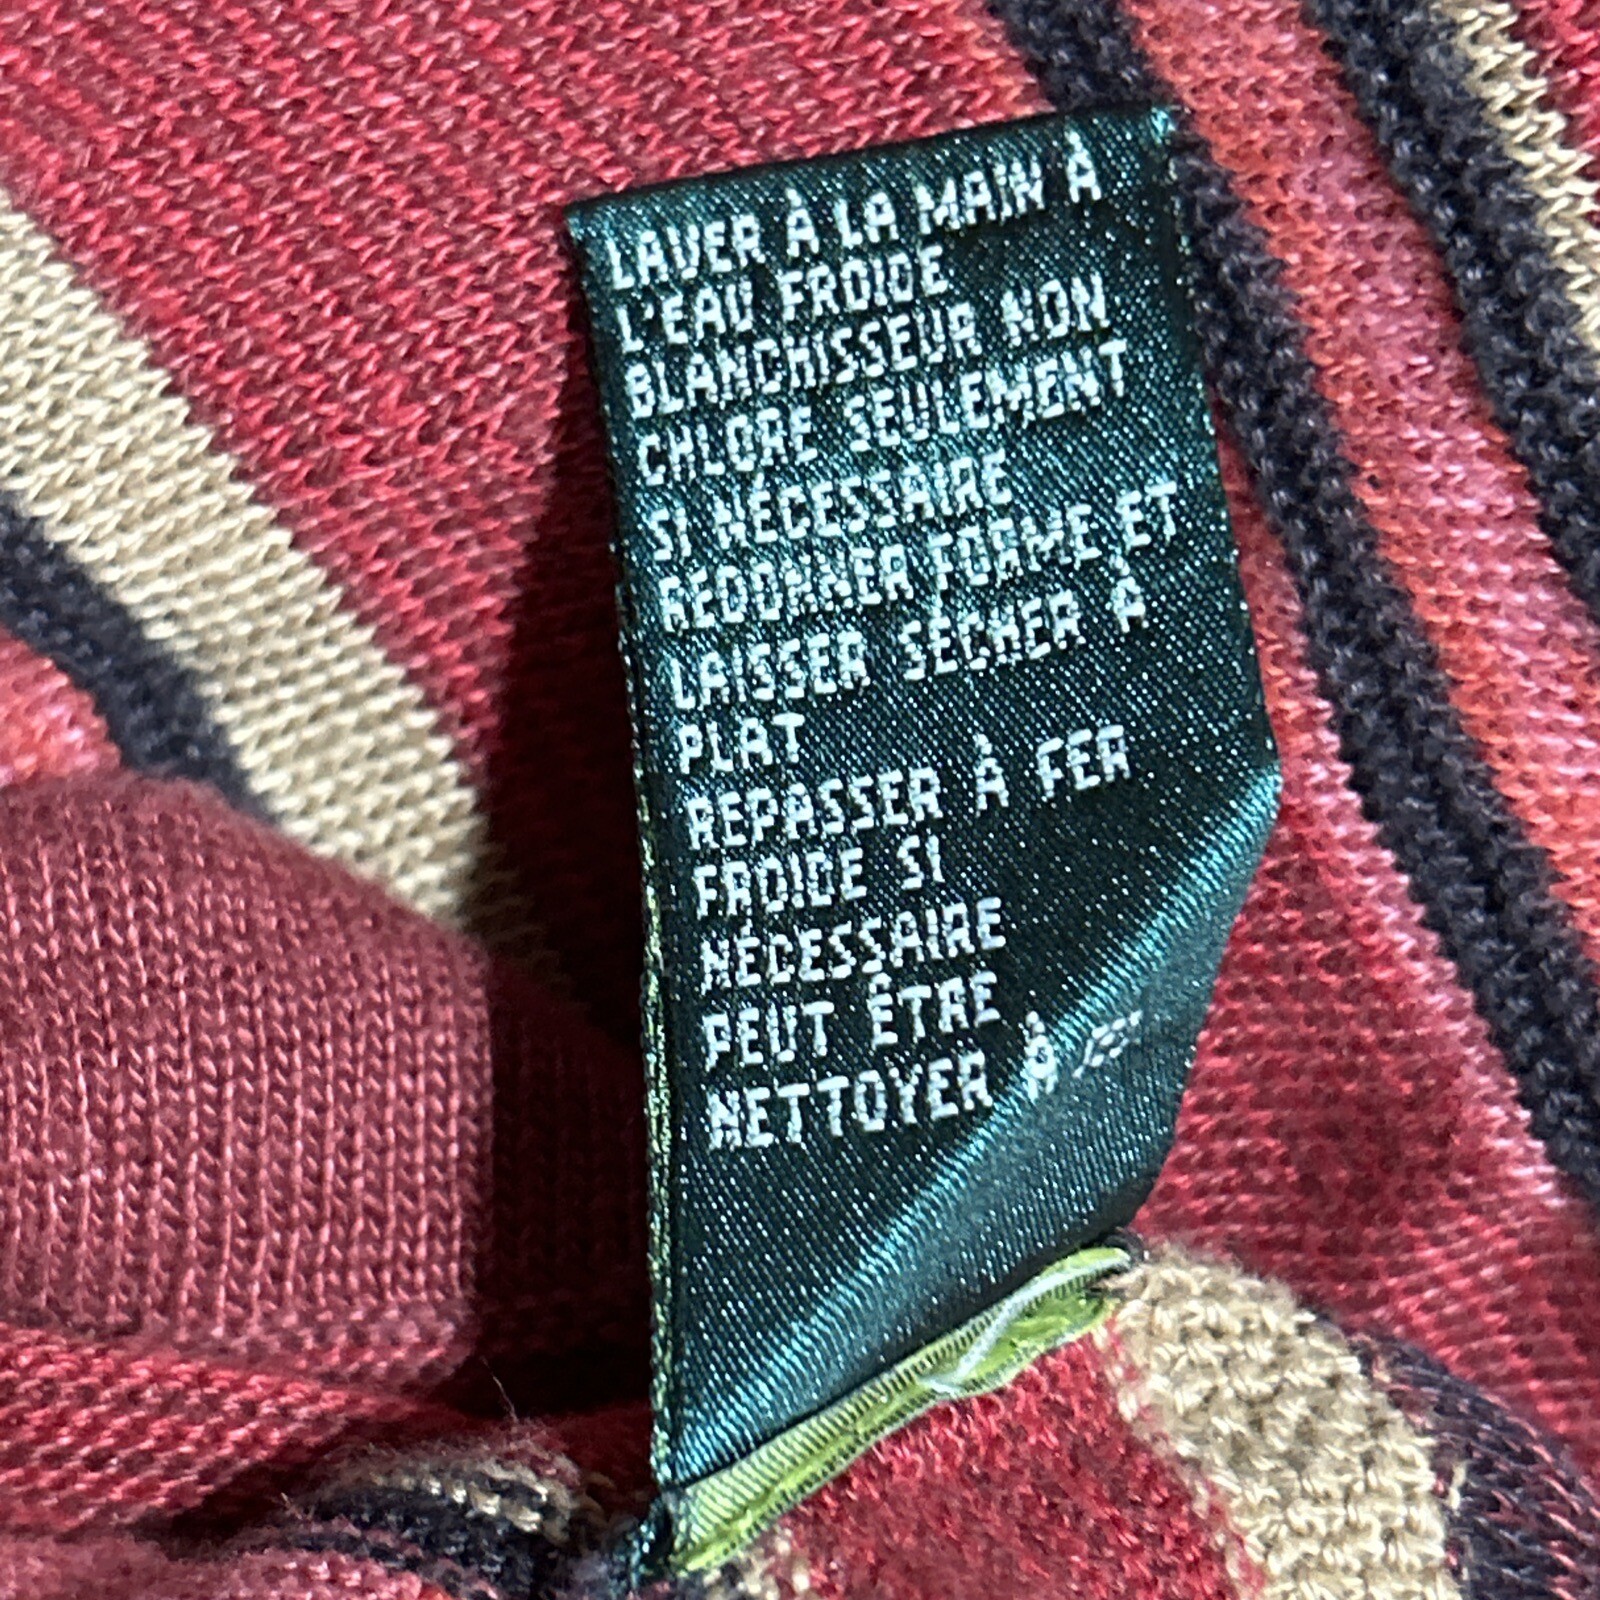 LAVER À LA MAIN À
L'EAU FROIDE
BLANCHISSEUR NON
CHLORE SEULEMENT
SI NÉCESSAIRE
REDONNER FORME ET
LAISSER SÉCHER À
PLAT
REPASSER À FER
FROIDE SI
NÉCESSAIRE
PEUT ÊTRE
NETTOYER À